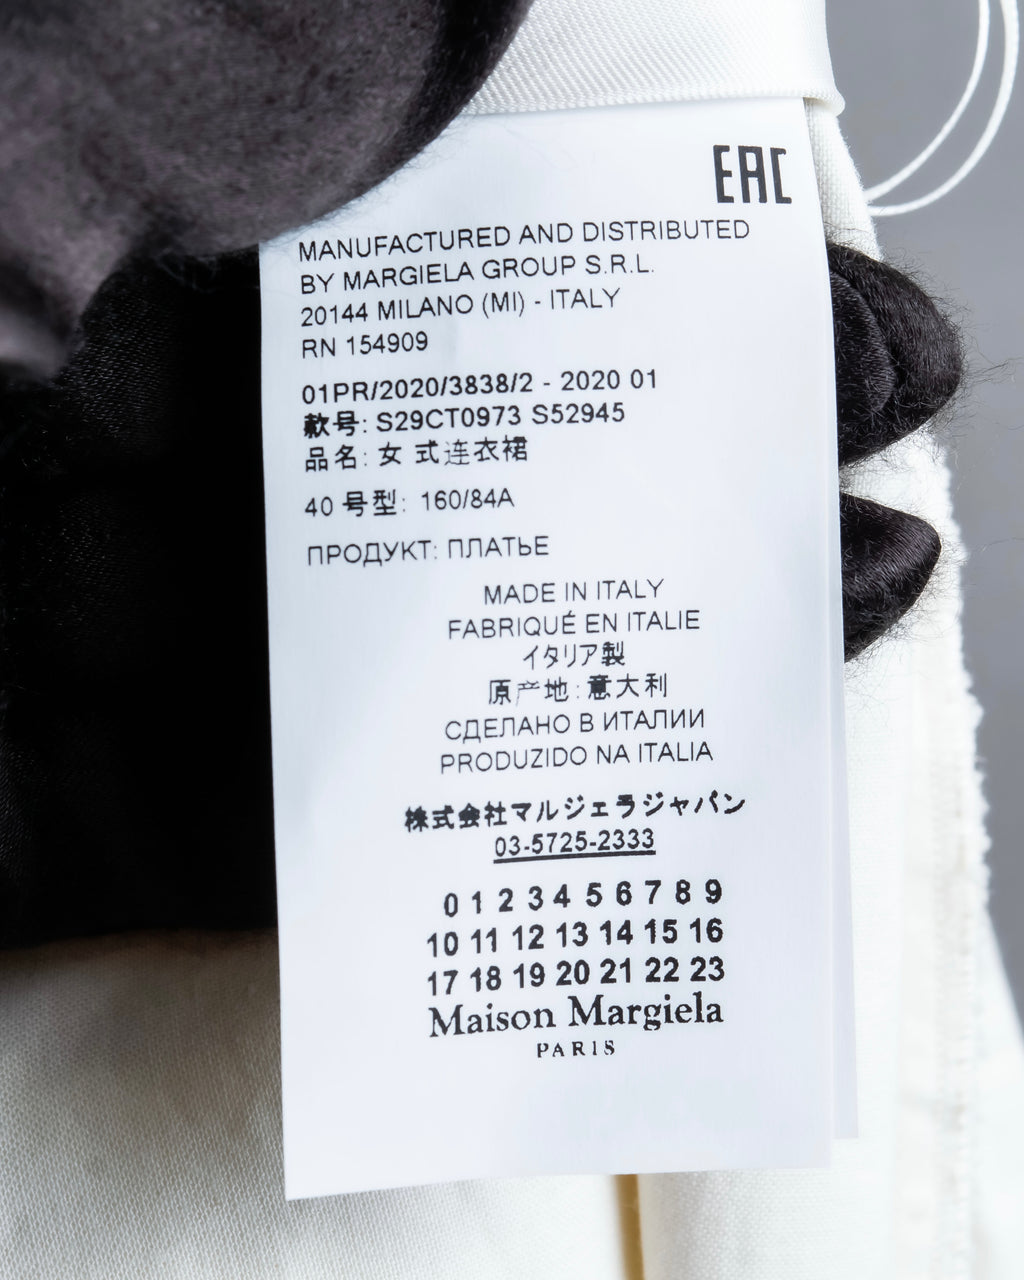 EAC
MANUFACTURED AND DISTRIBUTED
BY MARGIELA GROUP S.R.L.
20144 MILANO (MI) - ITALY
RN 154909
01PR/2020/3838/2 - 2020 01
款号: S29CT0973 S52945
品名: 女 式连衣裙
40 号型: 160/84A
ПРОДУКТ: ПЛАТЬЕ
MADE IN ITALY
FABRIQUÉ EN ITALIE
イタリア製
原产地: 意大利
СДЕЛАНО В ИТАЛИИ
PRODUZIDO NA ITALIA
株式会社マルジェラジャパン
03-5725-2333
0 1 2 3 4 5 6 7 8 9
10 11 12 13 14 15 16
17 18 19 20 21 22 23
Maison Margiela
PARIS